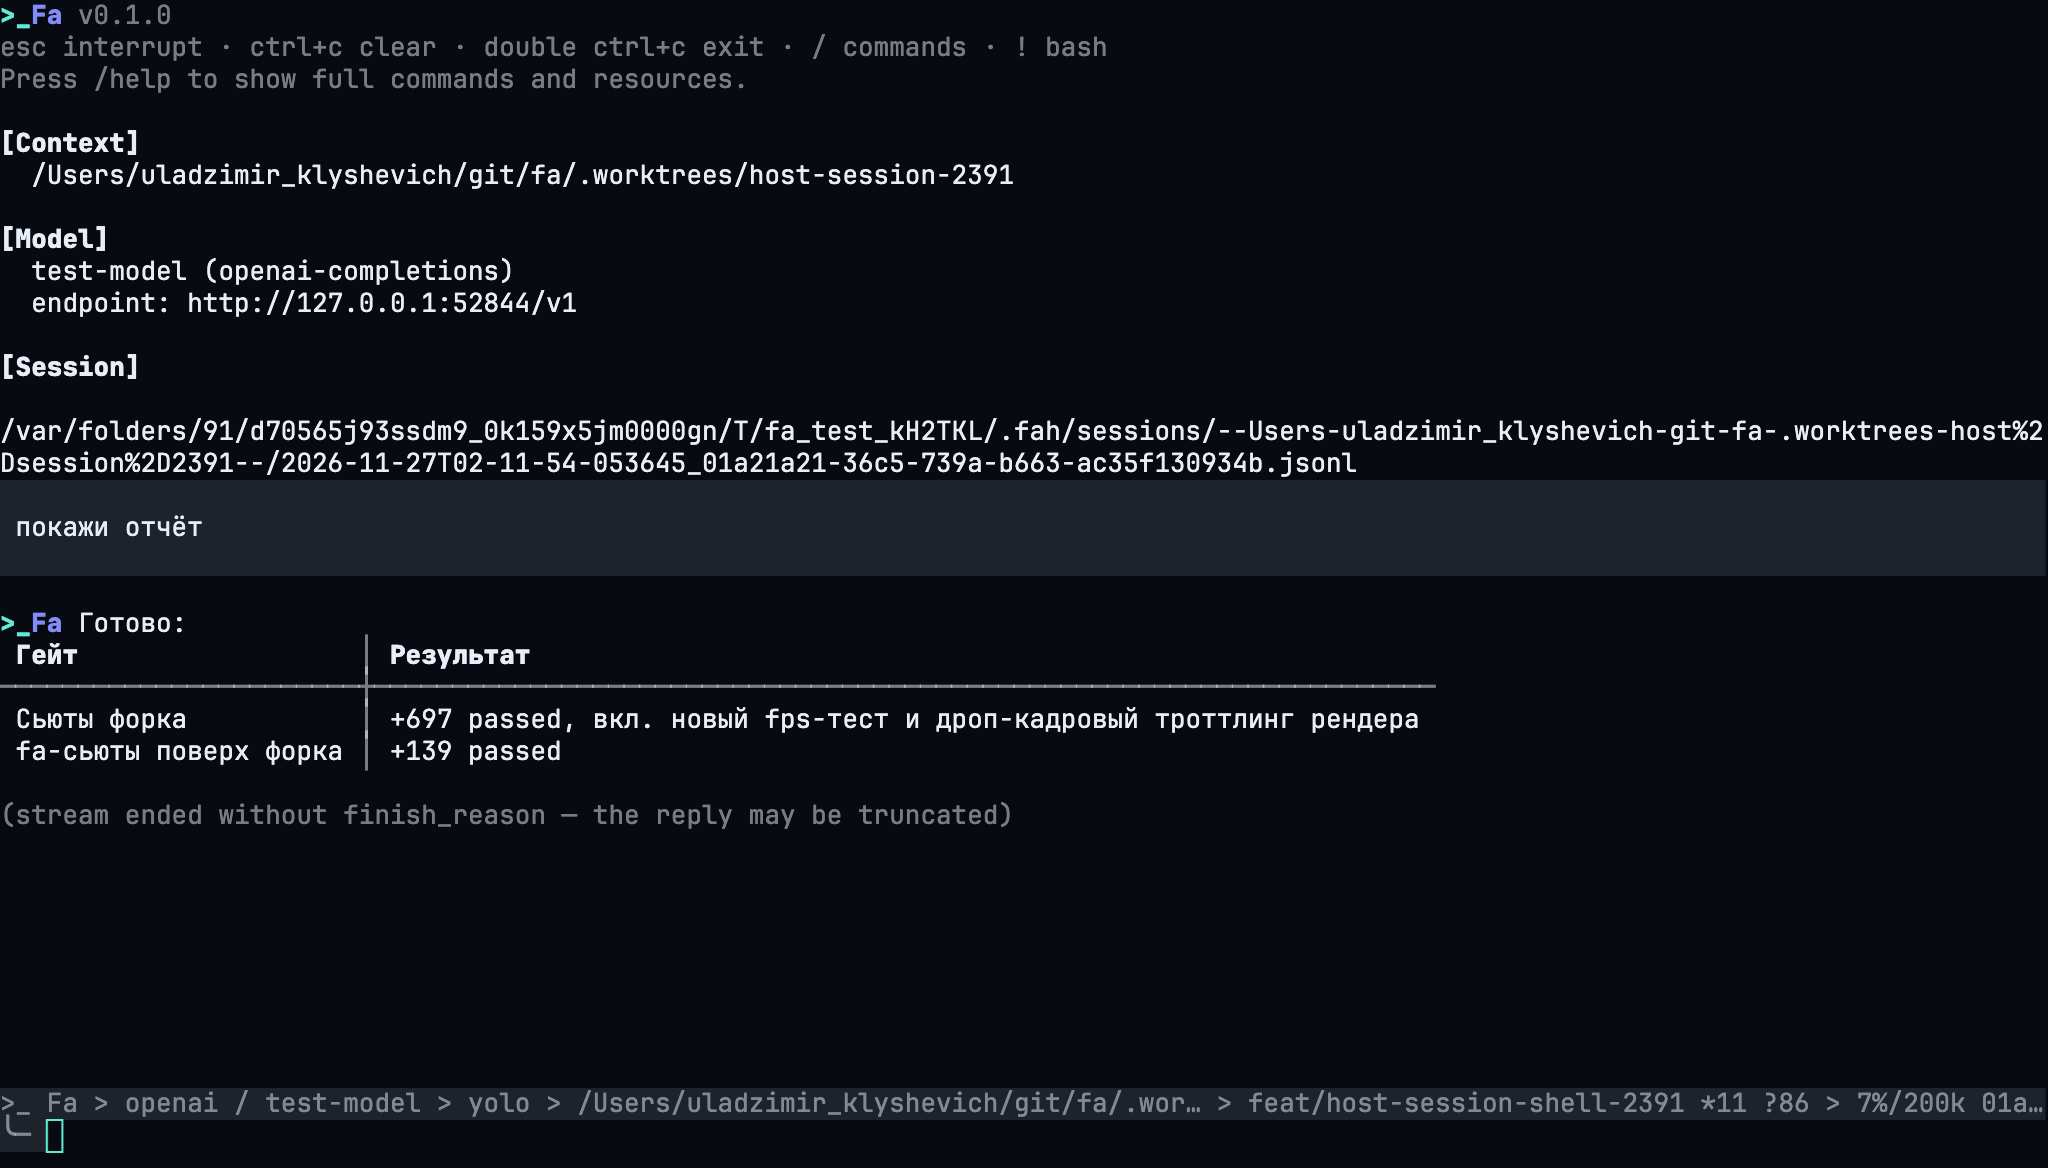 >_Fa v0.1.0
esc interrupt · ctrl+c clear · double ctrl+c exit · / commands · ! bash
Press /help to show full commands and resources.
[Context]
/Users/uladzimir_klyshevich/git/fa/.worktrees/host-session-2391
[Model]
test-model (openai-completions)
endpoint: http://127.0.0.1:52844/v1
[Session]
/var/folders/91/d70565j93ssdm9_0k159x5jm0000gn/T/fa_test_kH2TKL/.fah/sessions/--Users-uladzimir_klyshevich-git-fa-.worktrees-host%2
Dsession%2D2391--/2026-11-27T02-11-54-053645_01a21a21-36c5-739a-b663-ac35f130934b.jsonl
покажи отчёт
>_Fa Готово:
Гейт │ Результат
Сьюты форка │ +697 passed, вкл. новый fps-тест и дроп-кадровый троттлинг рендера
fa-сьюты поверх форка │ +139 passed
(stream ended without finish_reason — the reply may be truncated)
>_ Fa > openai / test-model > yolo > /Users/uladzimir_klyshevich/git/fa/.wor… > feat/host-session-shell-2391 *11 ?86 > 7%/200k 01a…